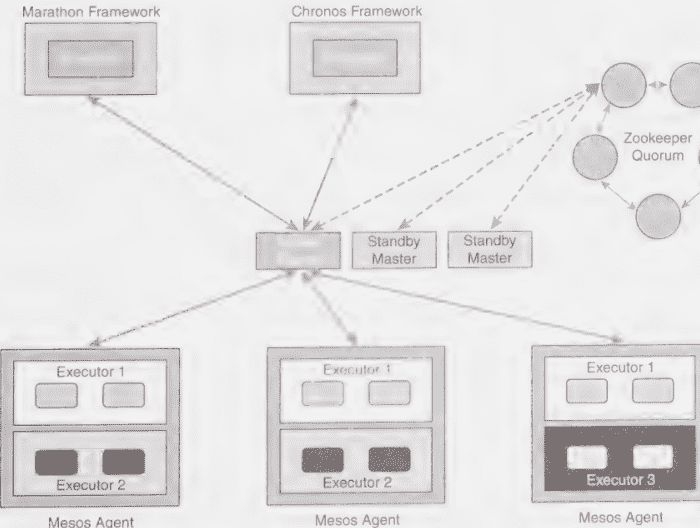 Marathon Framework
Chronos Framework
Zookeeper
Quorum
Standby
Master
Standby
Master
Executor 1
Executor 1
Executor 1
Executor 2
Executor 2
Executor 3
Mesos Agent
Mesos Agent
Mesos Agent